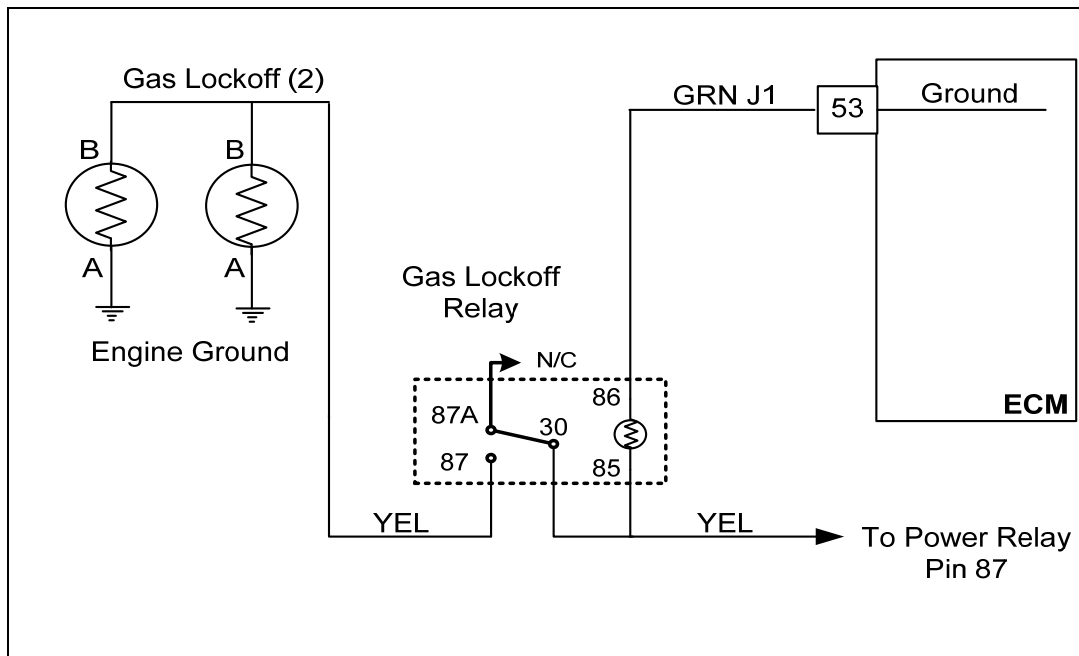 Gas Lockoff (2)
B
B
A
A
Engine Ground
GRN J1
53
Ground
ECM
Gas Lockoff
Relay
N/C
87A
30
86
87
85
YEL
YEL
To Power Relay
Pin 87